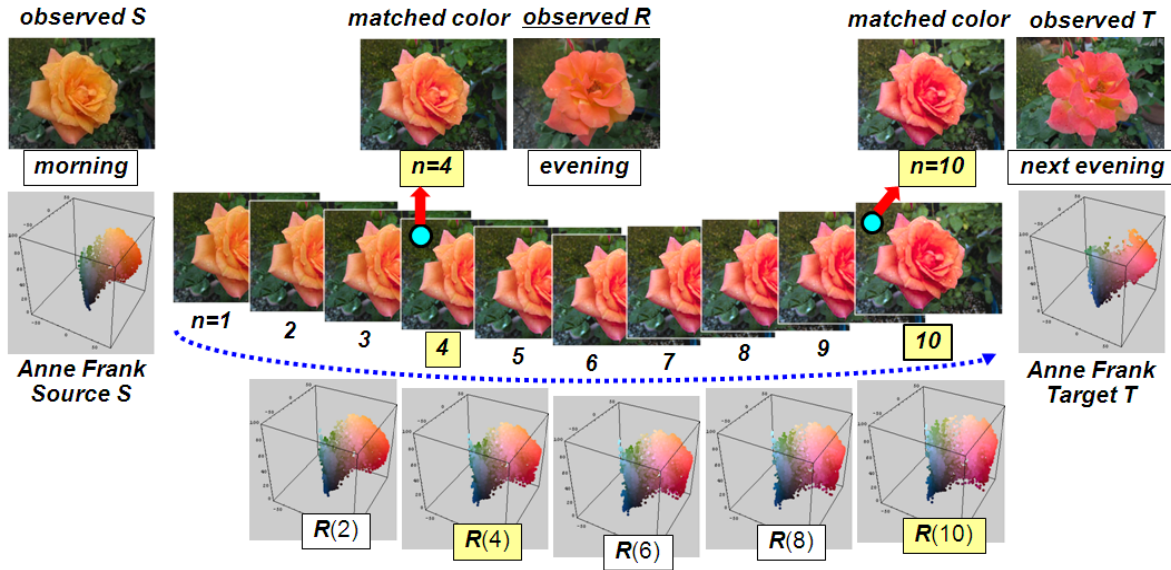 observed S
matched color
observed R
matched color
observed T
morning
n=4
evening
n=10
next evening
n=1
2
3
4
5
6
7
8
9
10
Anne Frank
Source S
Anne Frank
Target T
R(2)
R(4)
R(6)
R(8)
R(10)